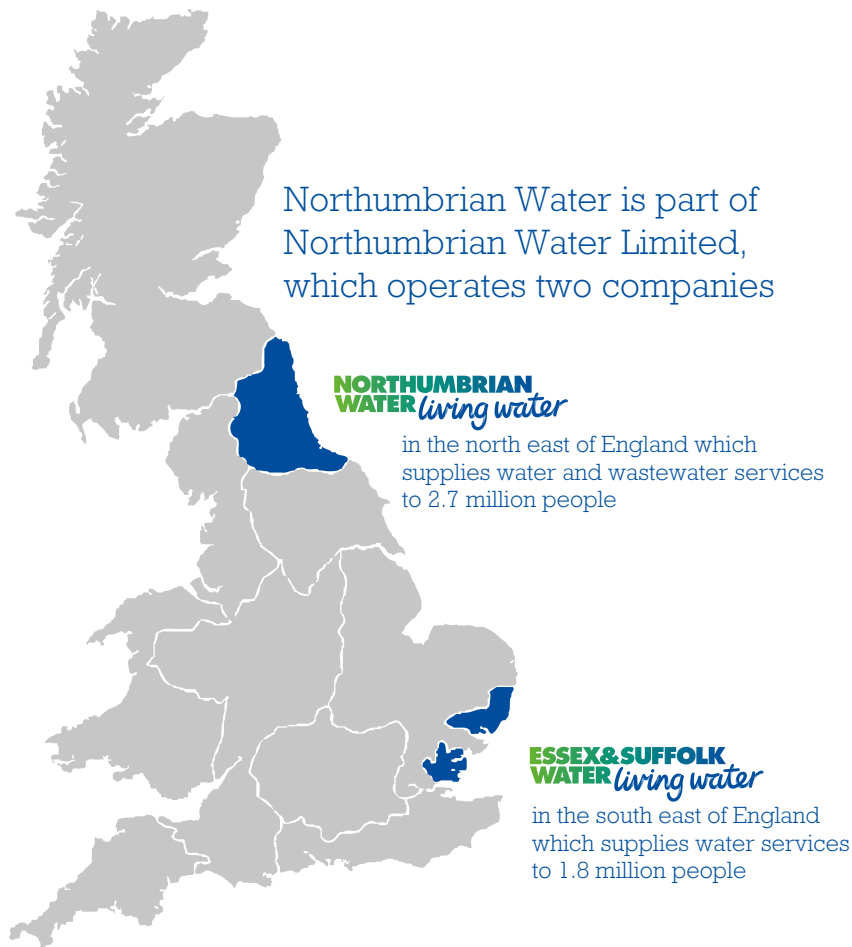 Northumbrian Water is part of
Northumbrian Water Limited,
which operates two companies
NORTHUMBRIAN
WATER living water
in the north east of England which
supplies water and wastewater services
to 2.7 million people
ESSEX&SUFFOLK
WATER living water
in the south east of England
which supplies water services
to 1.8 million people